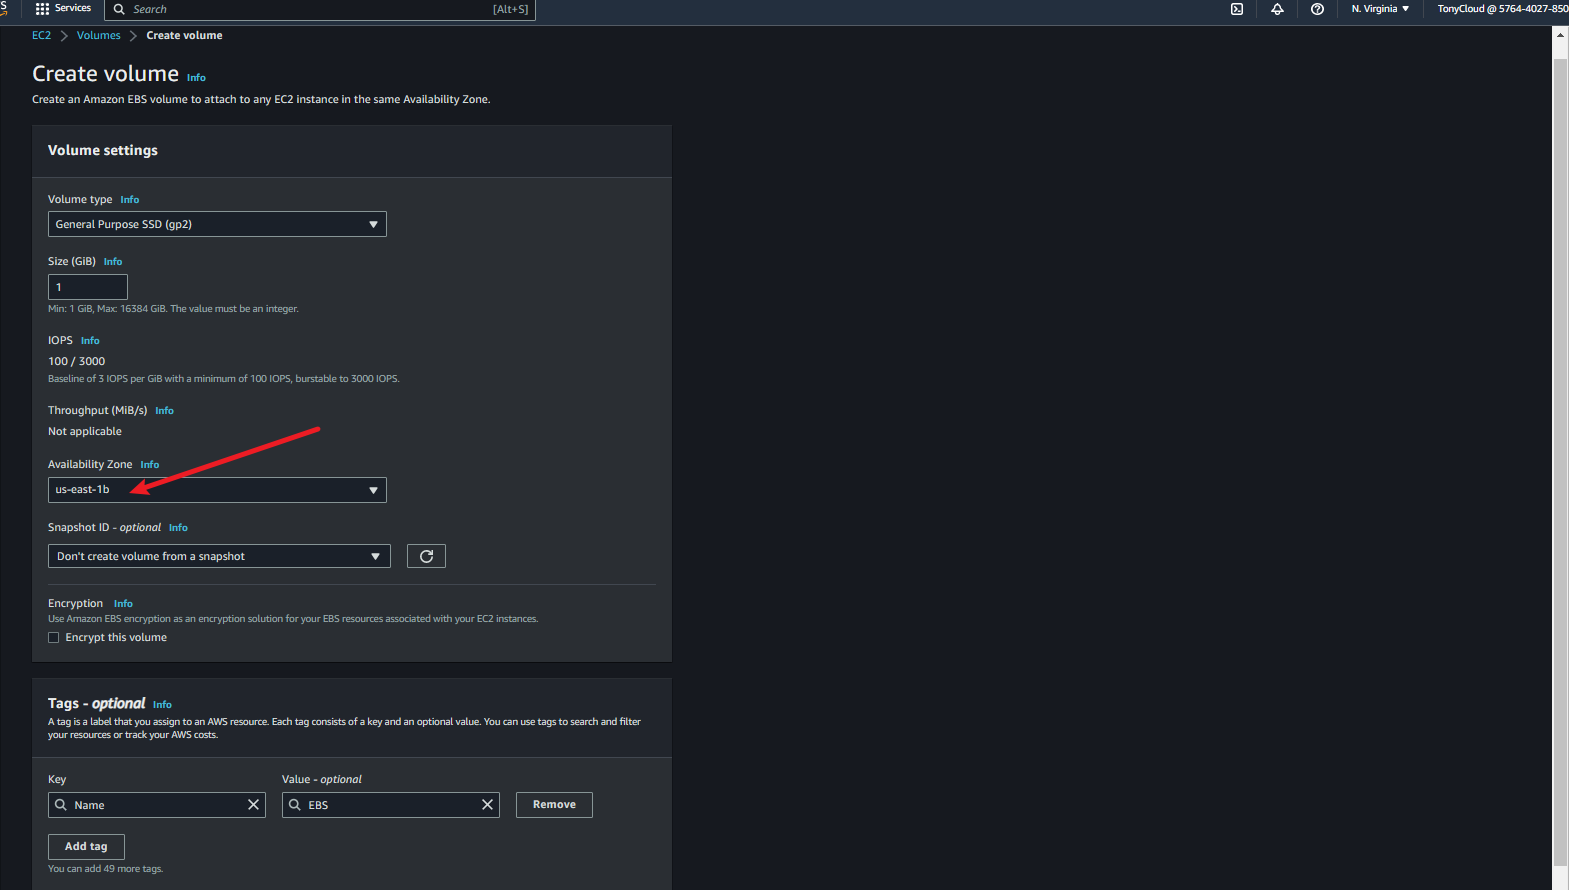 Services
Search [Alt+S]
N. Virginia
TonyCloud @ 5764-4027-850
EC2 > Volumes > Create volume
Create volume Info
Create an Amazon EBS volume to attach to any EC2 instance in the same Availability Zone.
Volume settings
Volume type Info
General Purpose SSD (gp2)
Size (GiB) Info
1
Min: 1 GiB, Max: 16384 GiB. The value must be an integer.
IOPS Info
100 / 3000
Baseline of 3 IOPS per GiB with a minimum of 100 IOPS, burstable to 3000 IOPS.
Throughput (MiB/s) Info
Not applicable
Availability Zone Info
us-east-1b
Snapshot ID - optional Info
Don't create volume from a snapshot
Encryption Info
Use Amazon EBS encryption as an encryption solution for your EBS resources associated with your EC2 instances.
Encrypt this volume
Tags - optional Info
A tag is a label that you assign to an AWS resource. Each tag consists of a key and an optional value. You can use tags to search and filter
your resources or track your AWS costs.
Key Value - optional
Name EBS Remove
Add tag
You can add 49 more tags.